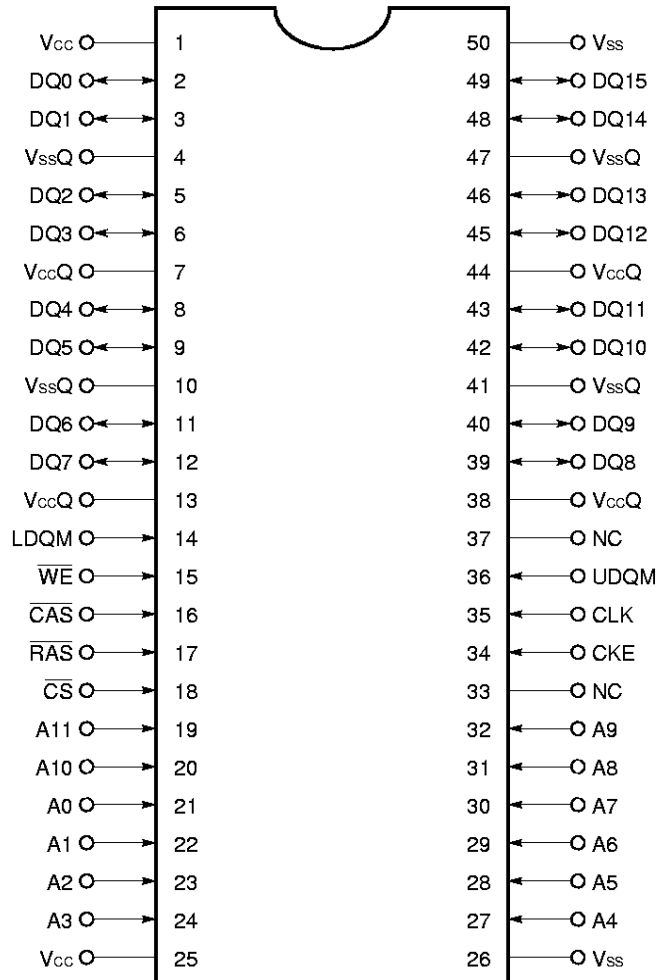 Vcc 1 50 Vss
DQ0 2 49 DQ15
DQ1 3 48 DQ14
VssQ 4 47 VssQ
DQ2 5 46 DQ13
DQ3 6 45 DQ12
VccQ 7 44 VccQ
DQ4 8 43 DQ11
DQ5 9 42 DQ10
VssQ 10 41 VssQ
DQ6 11 40 DQ9
DQ7 12 39 DQ8
VccQ 13 38 VccQ
LDQM 14 37 NC
W̅E̅ 15 36 UDQM
C̅A̅S̅ 16 35 CLK
R̅A̅S̅ 17 34 CKE
C̅S̅ 18 33 NC
A11 19 32 A9
A10 20 31 A8
A0 21 30 A7
A1 22 29 A6
A2 23 28 A5
A3 24 27 A4
Vcc 25 26 Vss